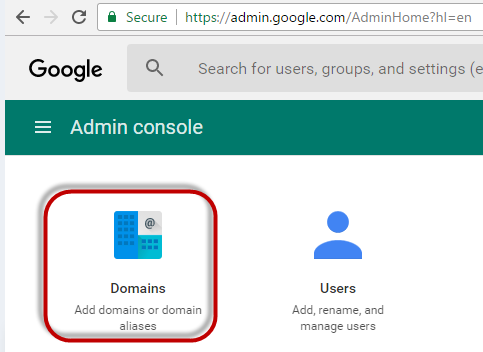 Secure | https://admin.google.com/AdminHome?hl=en
Google
Search for users, groups, and settings (e
Admin console
@
Domains
Add domains or domain
aliases
Users
Add, rename, and
manage users